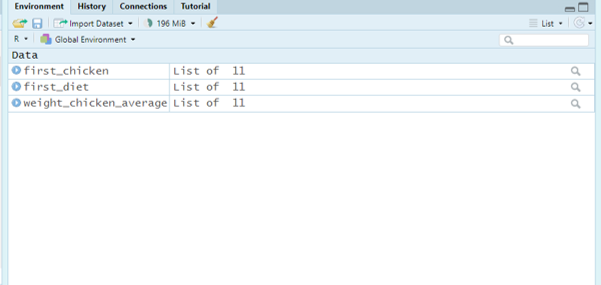 Environment History Connections Tutorial
Import Dataset 196 MiB List
R Global Environment
Data
first_chicken List of 11
first_diet List of 11
weight_chicken_average List of 11